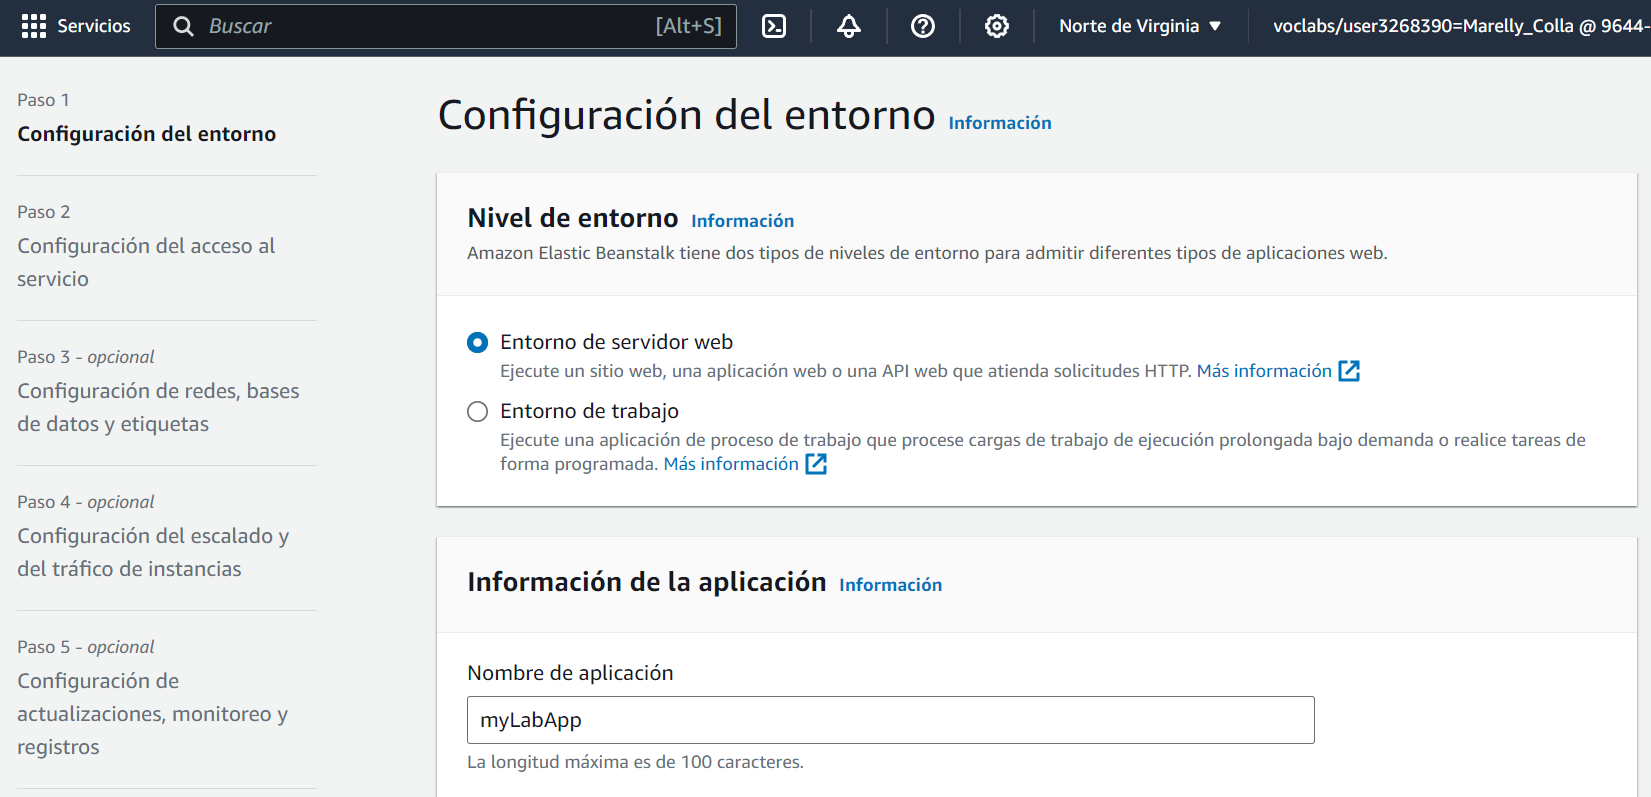 Servicios
Buscar
[Alt+S]
Norte de Virginia
voclabs/user3268390=Marelly_Colla @ 9644-
Paso 1
Configuración del entorno
Paso 2
Configuración del acceso al
servicio
Paso 3 - opcional
Configuración de redes, bases
de datos y etiquetas
Paso 4 - opcional
Configuración del escalado y
del tráfico de instancias
Paso 5 - opcional
Configuración de
actualizaciones, monitoreo y
registros
Configuración del entorno Información
Nivel de entorno Información
Amazon Elastic Beanstalk tiene dos tipos de niveles de entorno para admitir diferentes tipos de aplicaciones web.
Entorno de servidor web
Ejecute un sitio web, una aplicación web o una API web que atienda solicitudes HTTP. Más información
Entorno de trabajo
Ejecute una aplicación de proceso de trabajo que procese cargas de trabajo de ejecución prolongada bajo demanda o realice tareas de
forma programada. Más información
Información de la aplicación Información
Nombre de aplicación
myLabApp
La longitud máxima es de 100 caracteres.